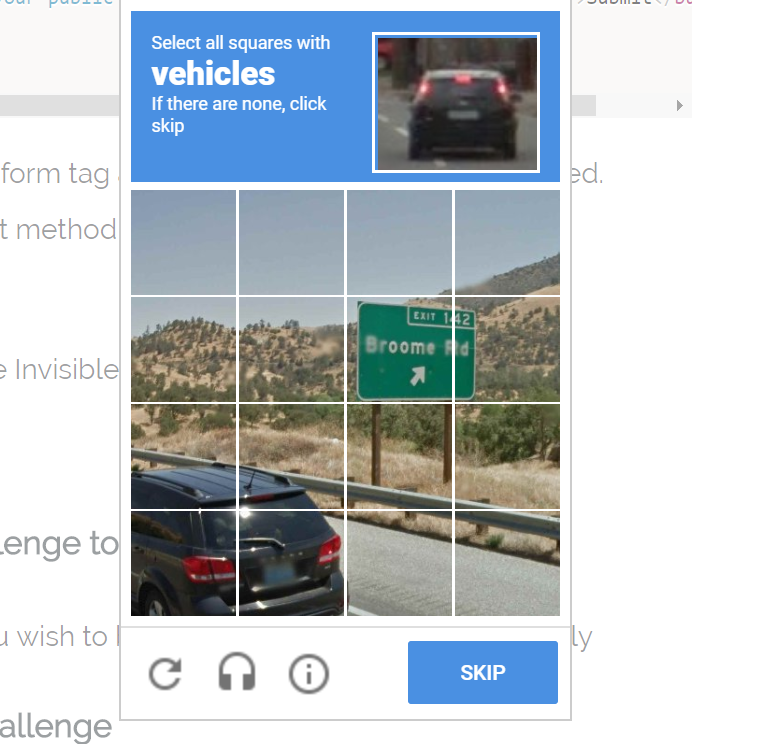 our public
>Submit</bu
Select all squares with
vehicles
If there are none, click
skip
form tag
ed.
t method
EXIT 142
Broome Rd
e Invisible
lenge to
u wish to
ly
allenge
SKIP